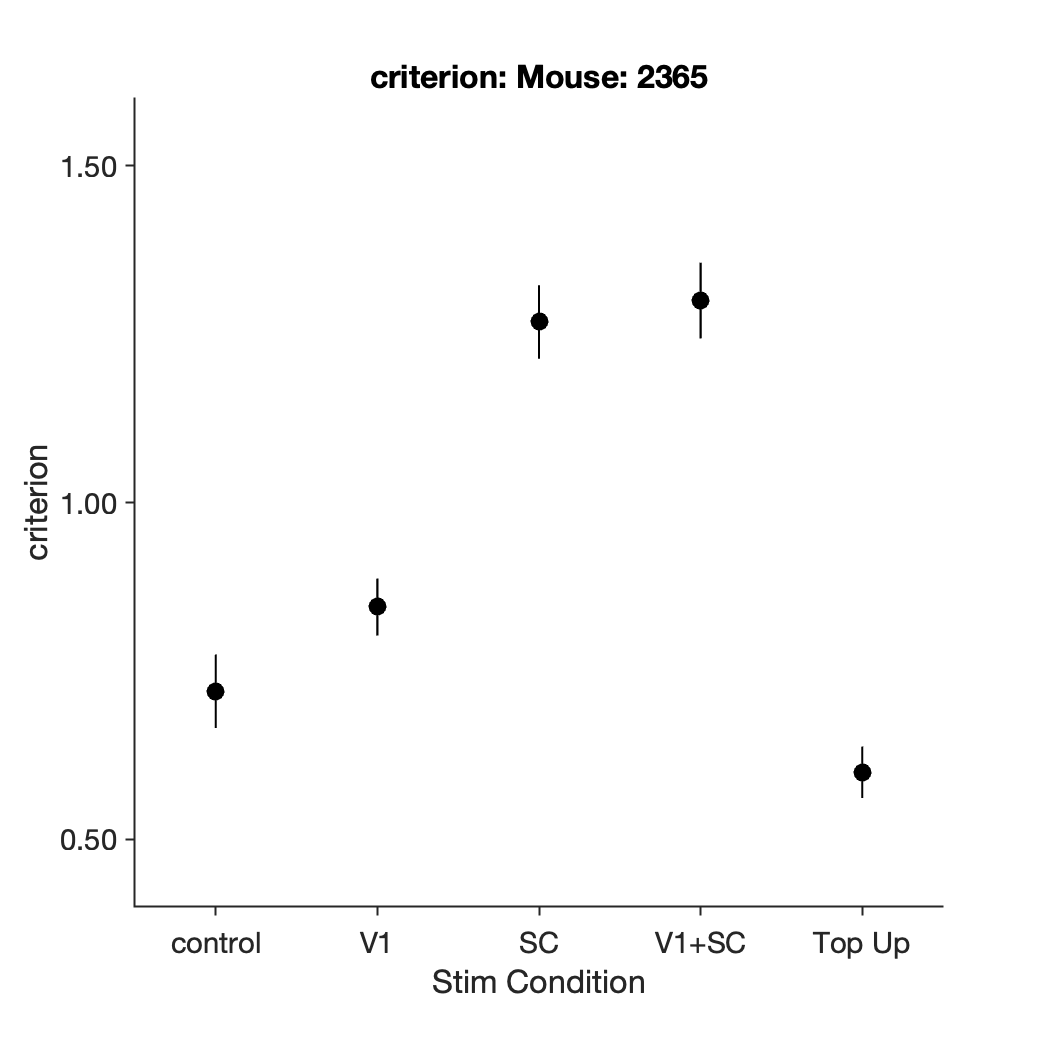 criterion: Mouse: 2365
criterion
1.50
1.00
0.50
control V1 SC V1+SC Top Up
Stim Condition